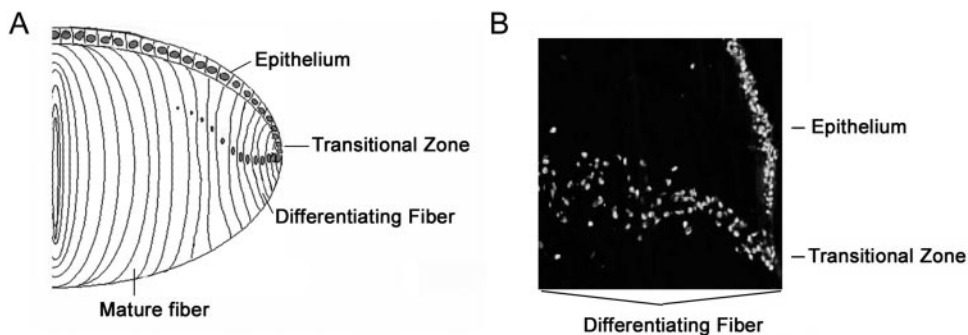 A
Epithelium
Transitional Zone
Differentiating Fiber
Mature fiber
B
Epithelium
Transitional Zone
Differentiating Fiber